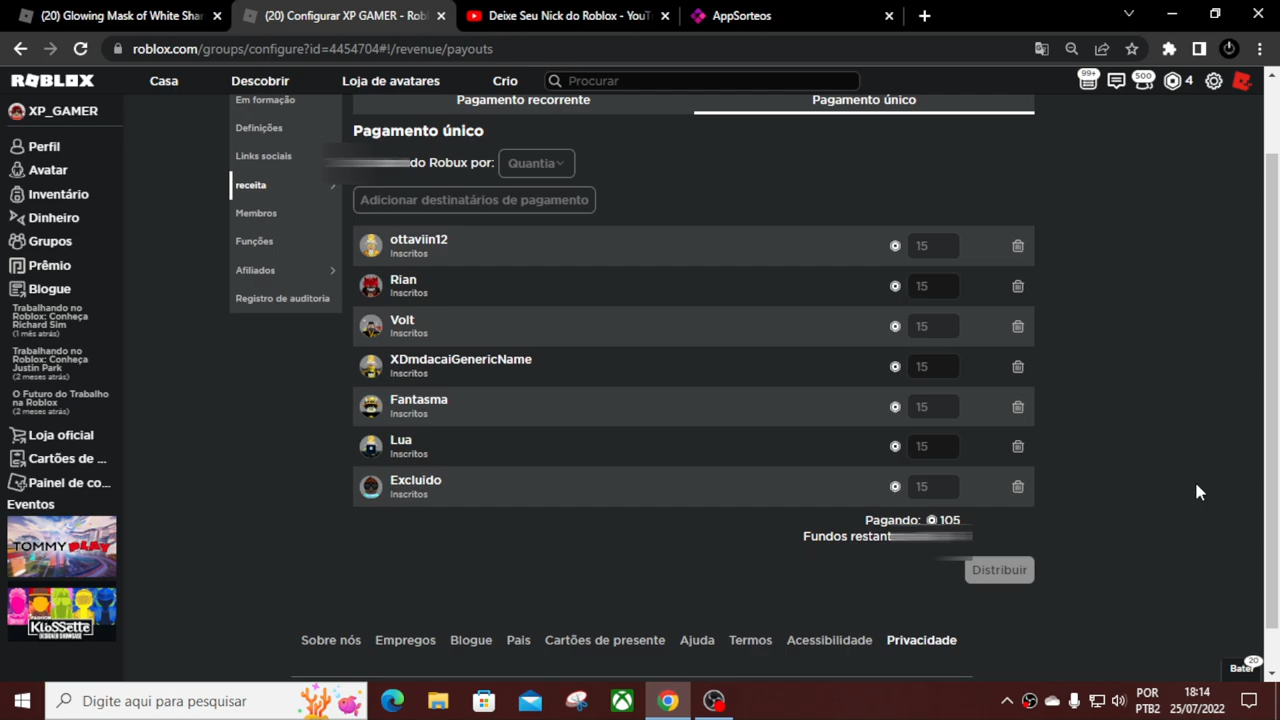 (20) Glowing Mask of White Shar
(20) Configurar XP GAMER - Robl
Deixe Seu Nick do Roblox - YouT
AppSorteos
roblox.com/groups/configure?id=4454704#!/revenue/payouts
ROBLOX
Casa
Descobrir
Loja de avatares
Crio
Procurar
99+
500
4
XP_GAMER
Perfil
Avatar
Inventário
Dinheiro
Grupos
Prêmio
Blogue
Trabalhando no
Roblox: Conheça
Richard Sim
(1 mês atrás)
Trabalhando no
Roblox: Conheça
Justin Park
(2 meses atrás)
O Futuro do Trabalho
na Roblox
(2 meses atrás)
Loja oficial
Cartões de ...
Painel de co...
Eventos
TOMMY PLAY
FASHION
KLOSSETTE
DESIGNER SHOWCASE
Em formação
Definições
Links sociais
receita
Membros
Funções
Afiliados
Registro de auditoria
Pagamento recorrente
Pagamento único
Pagamento único
do Robux por:
Quantia
Adicionar destinatários de pagamento
ottaviin12
Inscritos
15
Rian
Inscritos
15
Volt
Inscritos
15
XDmdacaiGenericName
Inscritos
15
Fantasma
Inscritos
15
Lua
Inscritos
15
Excluido
Inscritos
15
Pagando: 105
Fundos restant
Distribuir
Sobre nós
Empregos
Blogue
Pais
Cartões de presente
Ajuda
Termos
Acessibilidade
Privacidade
Bater
20
Digite aqui para pesquisar
POR
PTB2
8:14
25/07/2022